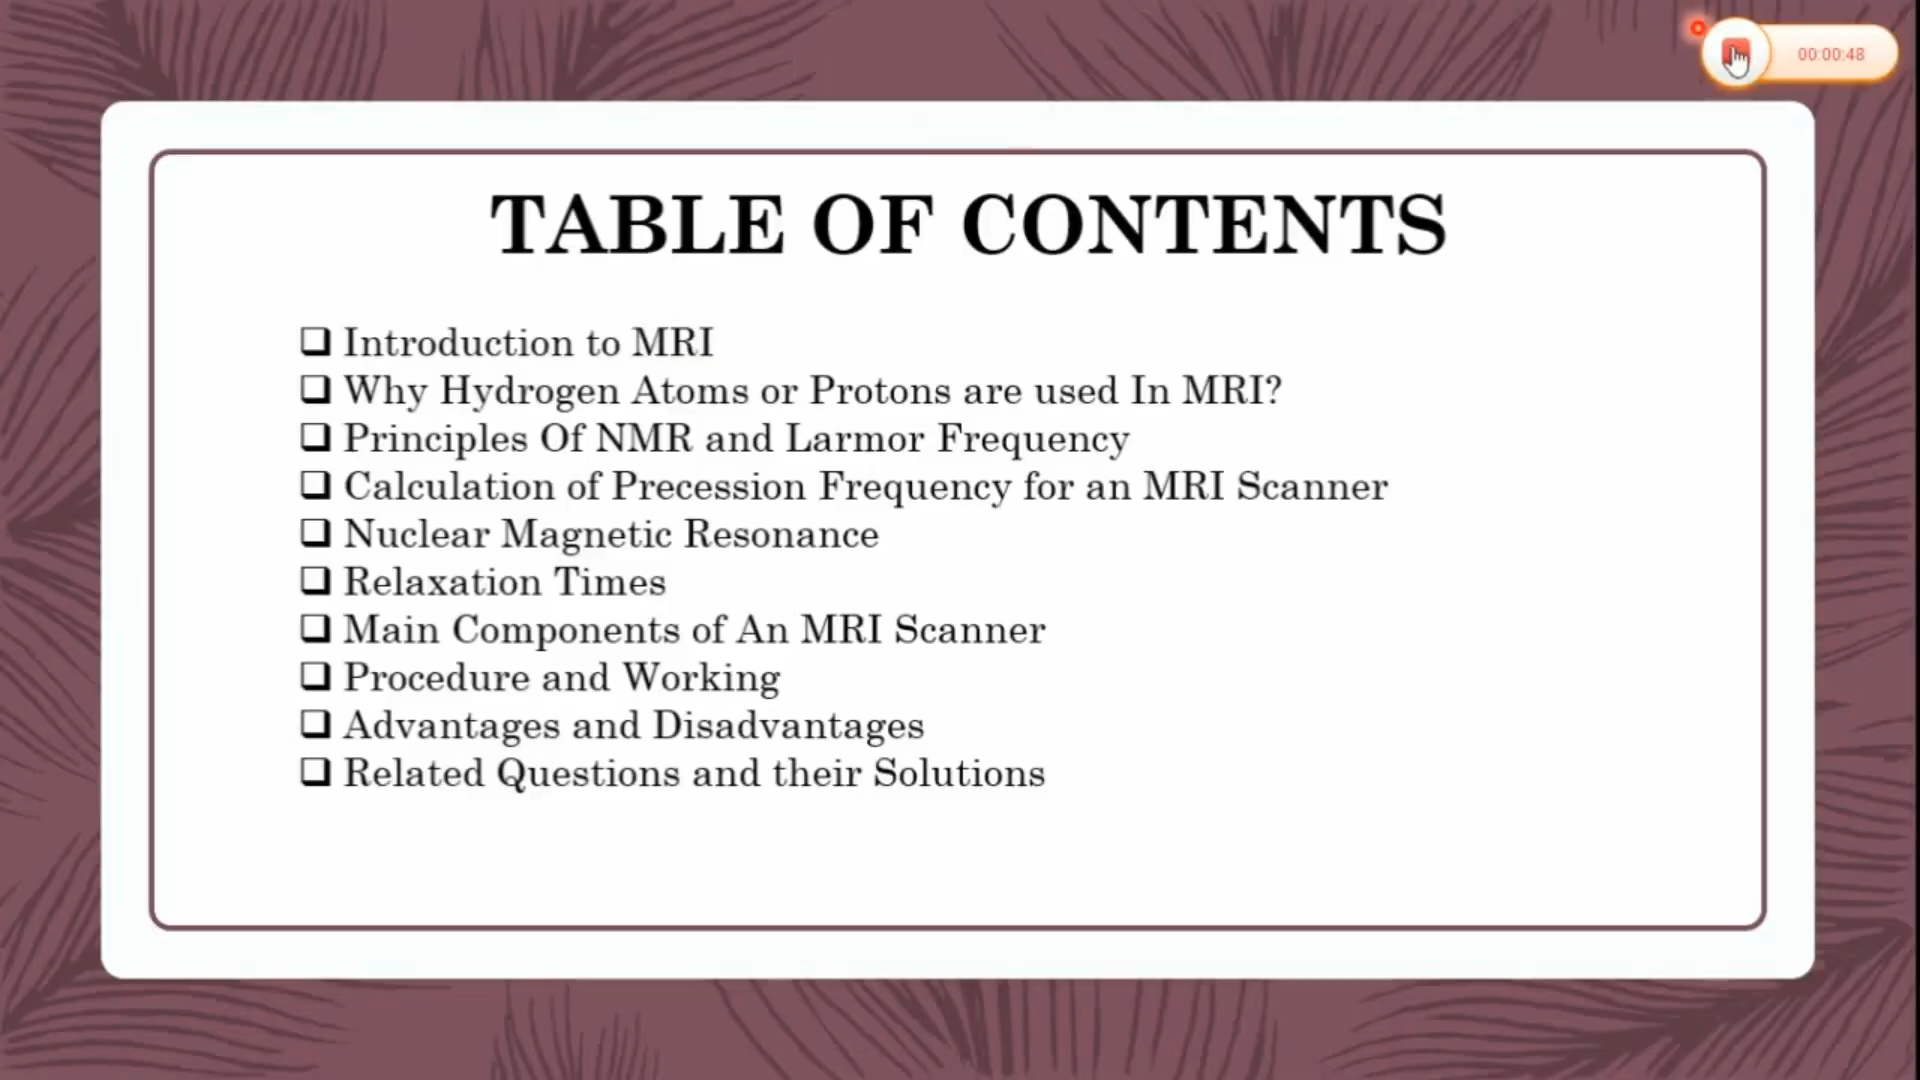 00:00:48
TABLE OF CONTENTS
Introduction to MRI
Why Hydrogen Atoms or Protons are used In MRI?
Principles Of NMR and Larmor Frequency
Calculation of Precession Frequency for an MRI Scanner
Nuclear Magnetic Resonance
Relaxation Times
Main Components of An MRI Scanner
Procedure and Working
Advantages and Disadvantages
Related Questions and their Solutions